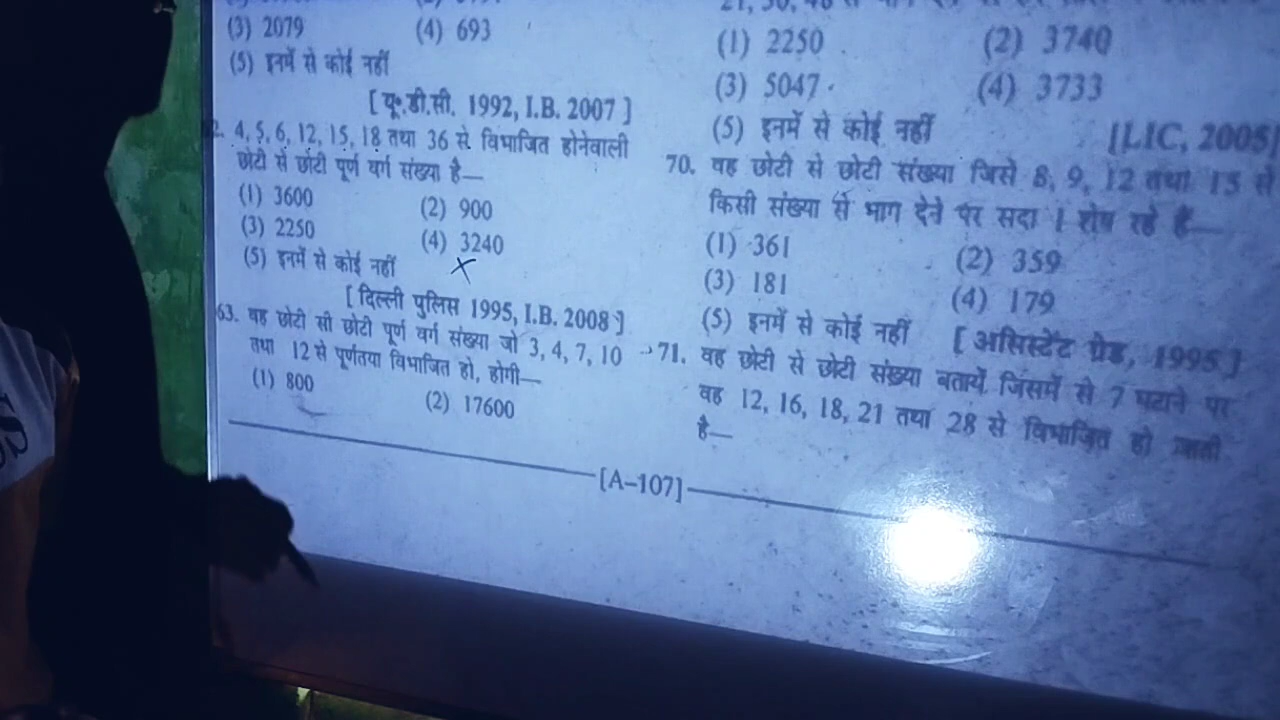 (3) 2079 (4) 693
(5) इनमें से कोई नहीं
[ यू.डी.सी. 1992, I.B. 2007 ]
2. 4, 5, 6, 12, 15, 18 तथा 36 से विभाजित होनेवाली
छोटी से छोटी पूर्ण वर्ग संख्या है—
(1) 3600 (2) 900
(3) 2250 (4) 3240
(5) इनमें से कोई नहीं
[ दिल्ली पुलिस 1995, I.B. 2008 ]
63. वह छोटी सी छोटी पूर्ण वर्ग संख्या जो 3, 4, 7, 10
तथा 12 से पूर्णतया विभाजित हो, होगी—
(1) 800 (2) 17600
(1) 2250 (2) 3740
(3) 5047 (4) 3733
(5) इनमें से कोई नहीं [LIC, 2005]
70. वह छोटी से छोटी संख्या जिसे 8, 9, 12 तथा 15 से
किसी संख्या से भाग देने पर सदा 1 शेष रहे है—
(1) 361 (2) 359
(3) 181 (4) 179
(5) इनमें से कोई नहीं [ असिस्टेंट ग्रेड, 1995 ]
71. वह छोटी से छोटी संख्या बतायें जिसमें से 7 घटाने पर
वह 12, 16, 18, 21 तथा 28 से विभाजित हो जाती
है—
[A–107]